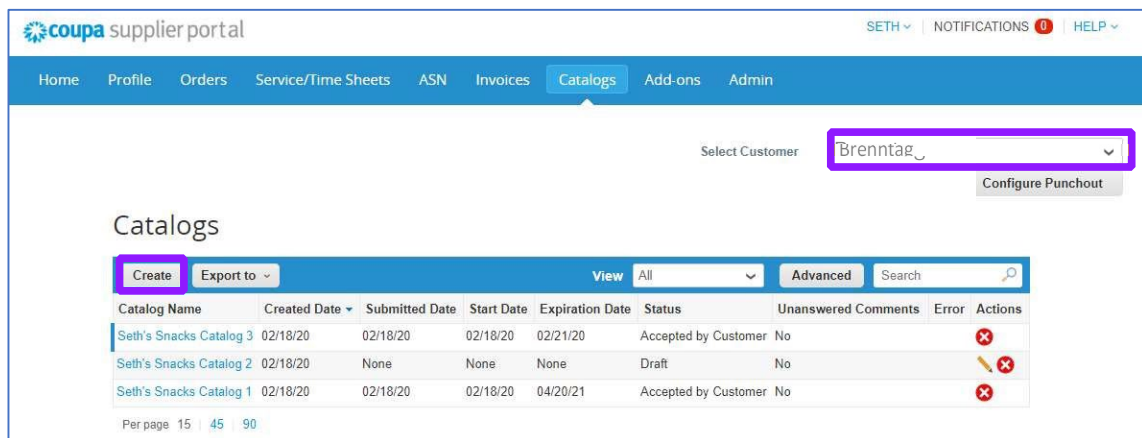 coupa supplier portal
SETH NOTIFICATIONS 0 HELP
Home Profile Orders Service/Time Sheets ASN Invoices Catalogs Add-ons Admin
Select Customer Brenntag
Configure Punchout
Catalogs
Create Export to View All Advanced Search
Catalog Name Created Date Submitted Date Start Date Expiration Date Status Unanswered Comments Error Actions
Seth's Snacks Catalog 3 02/18/20 02/18/20 02/18/20 02/21/20 Accepted by Customer No
Seth's Snacks Catalog 2 02/18/20 None None None Draft No
Seth's Snacks Catalog 1 02/18/20 02/18/20 02/18/20 04/20/21 Accepted by Customer No
Per page 15 | 45 | 90